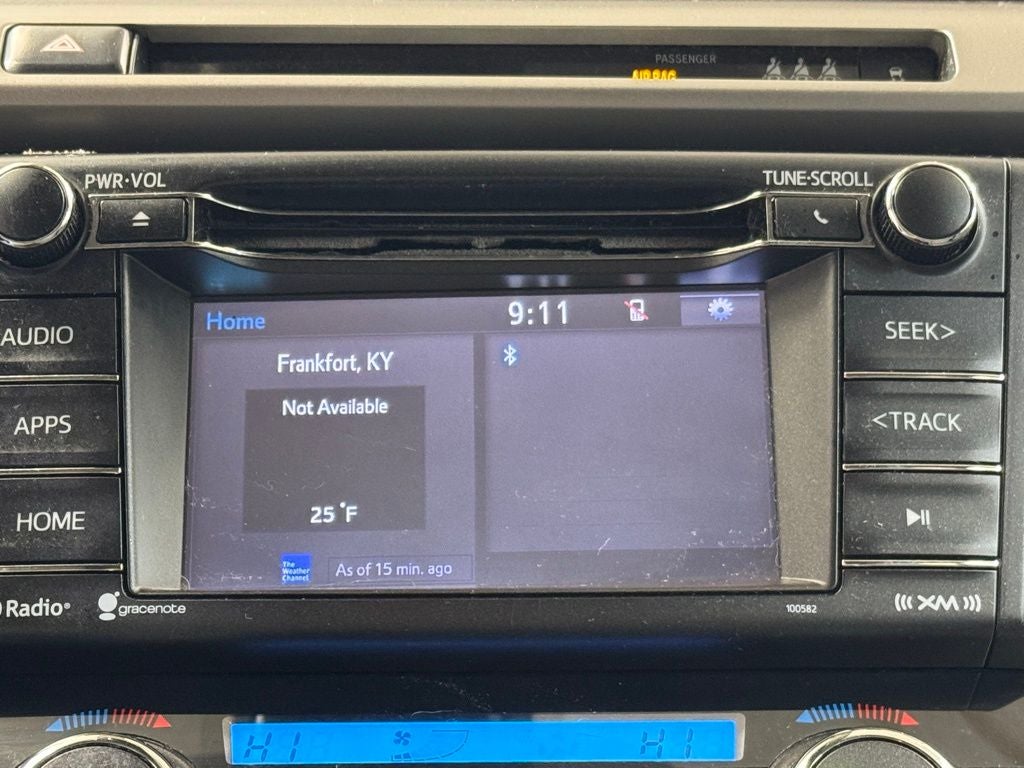 PASSENGER
AIRBAG
PWR·VOL
TUNE·SCROLL
Home
9:11
AUDIO
SEEK>
Frankfort, KY
Not Available
APPS
<TRACK
25 °F
HOME
The Weather Channel
As of 15 min. ago
Radio®
gracenote®
100582
((( XM )))
HI
HI